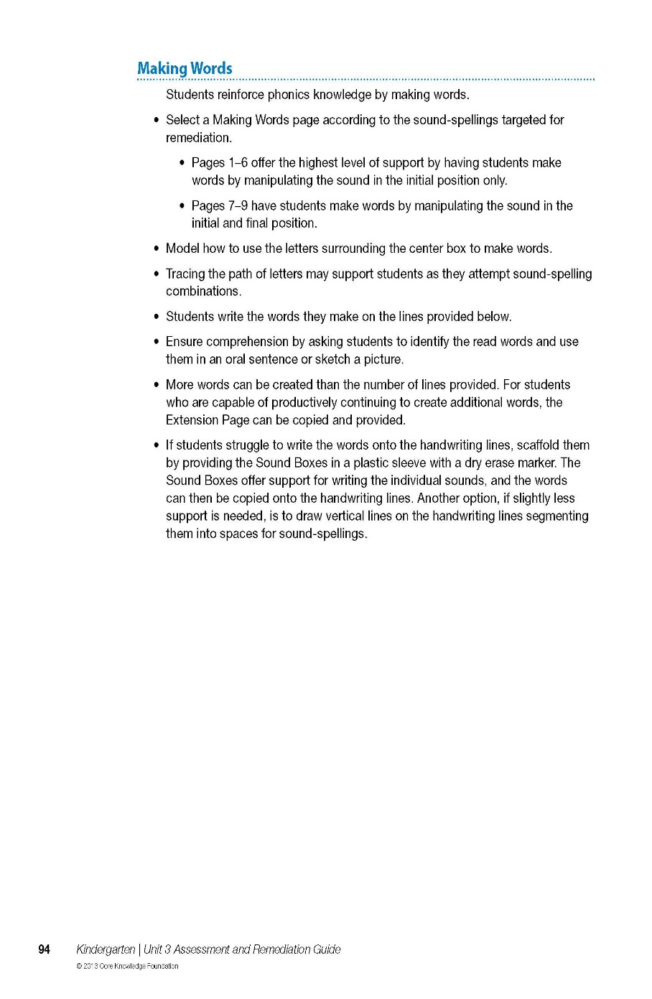 Making Words
Students reinforce phonics knowledge by making words.
• Select a Making Words page according to the sound-spellings targeted for
remediation.
• Pages 1–6 offer the highest level of support by having students make
words by manipulating the sound in the initial position only.
• Pages 7–9 have students make words by manipulating the sound in the
initial and final position.
• Model how to use the letters surrounding the center box to make words.
• Tracing the path of letters may support students as they attempt sound-spelling
combinations.
• Students write the words they make on the lines provided below.
• Ensure comprehension by asking students to identify the read words and use
them in an oral sentence or sketch a picture.
• More words can be created than the number of lines provided. For students
who are capable of productively continuing to create additional words, the
Extension Page can be copied and provided.
• If students struggle to write the words onto the handwriting lines, scaffold them
by providing the Sound Boxes in a plastic sleeve with a dry erase marker. The
Sound Boxes offer support for writing the individual sounds, and the words
can then be copied onto the handwriting lines. Another option, if slightly less
support is needed, is to draw vertical lines on the handwriting lines segmenting
them into spaces for sound-spellings.
94 Kindergarten | Unit 3 Assessment and Remediation Guide
© 2013 Core Knowledge Foundation